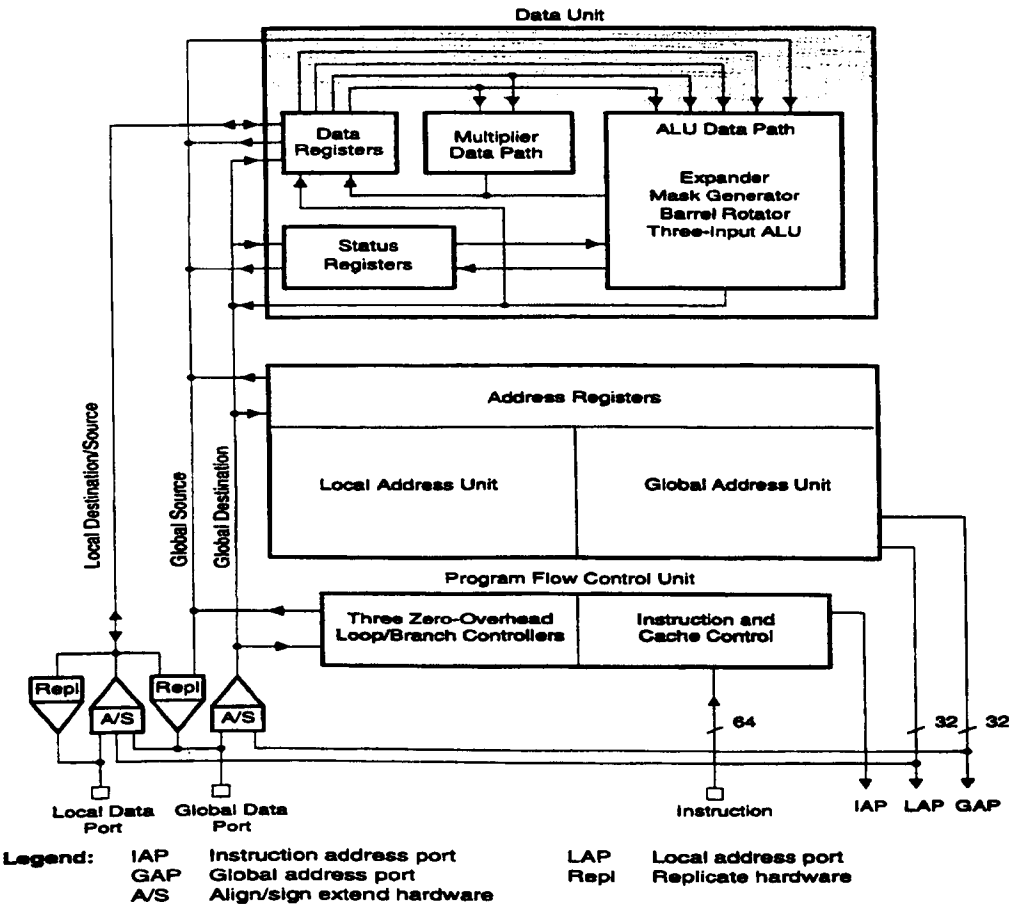 Data Unit
Data
Registers
Multiplier
Data Path
ALU Data Path
Expander
Mask Generator
Barrel Rotator
Three-Input ALU
Status
Registers
Address Registers
Local Address Unit
Global Address Unit
Local Destination/Source
Global Source
Global Destination
Program Flow Control Unit
Three Zero-Overhead
Loop/Branch Controllers
Instruction and
Cache Control
Repl
A/S
Repl
A/S
64
32
32
Local Data
Port
Global Data
Port
Instruction
IAP
LAP
GAP
Legend: IAP Instruction address port LAP Local address port
GAP Global address port Repl Replicate hardware
A/S Align/sign extend hardware